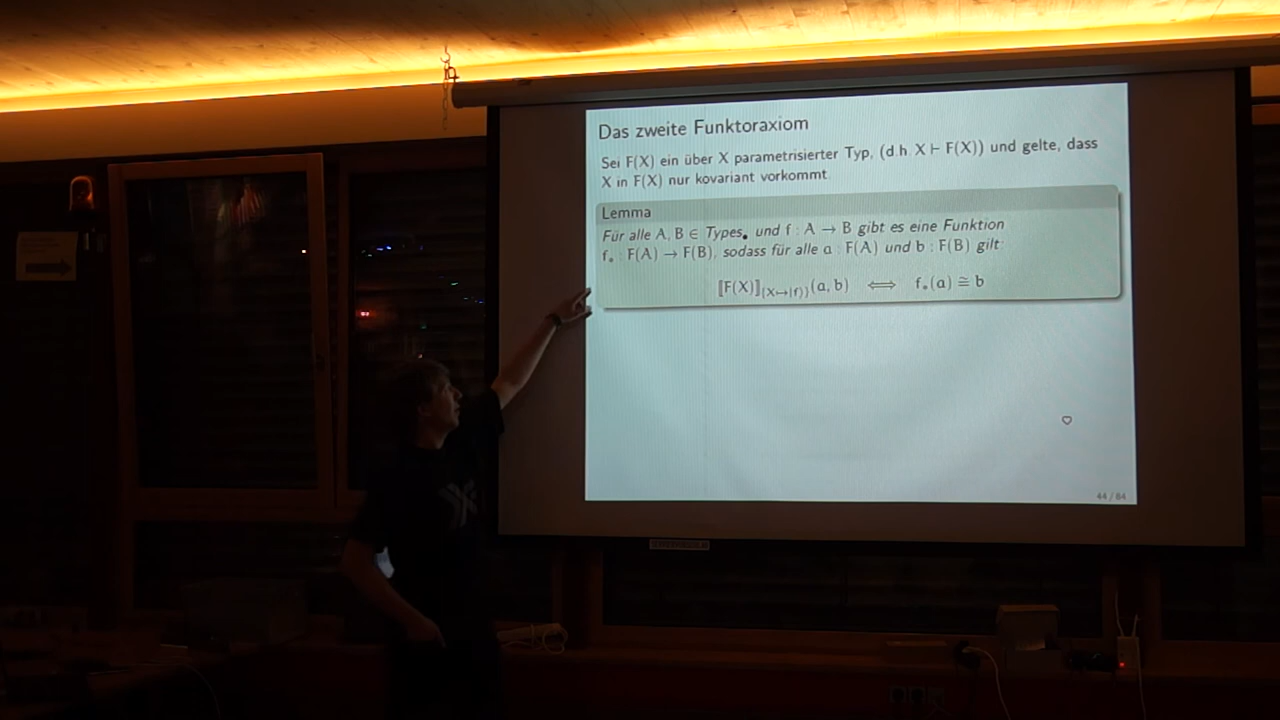 Das zweite Funktoraxiom
Sei F(X) ein über X parametrisierter Typ, (d.h. X ⊢ F(X)) und gelte, dass
X in F(X) nur kovariant vorkommt.
Lemma
Für alle A, B ∈ Types• und f : A → B gibt es eine Funktion
f∗ : F(A) → F(B), sodass für alle a : F(A) und b : F(B) gilt:
⟦F(X)⟧{X↦⟨f⟩}(a, b) ⟺ f∗(a) ≅ b
44 / 64